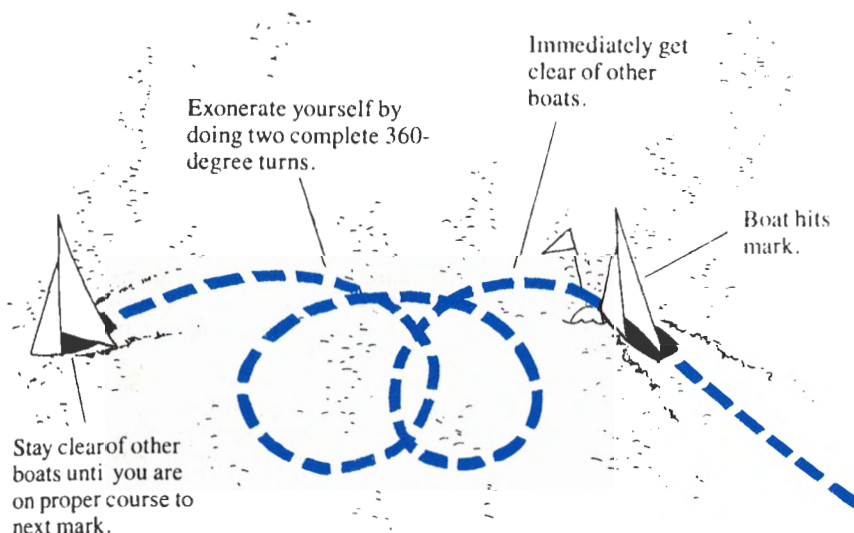 Immediately get
clear of other
boats.
Exonerate yourself by
doing two complete 360-
degree turns.
Boat hits
mark.
Stay clearof other
boats unti you are
on proper course to
next mark.